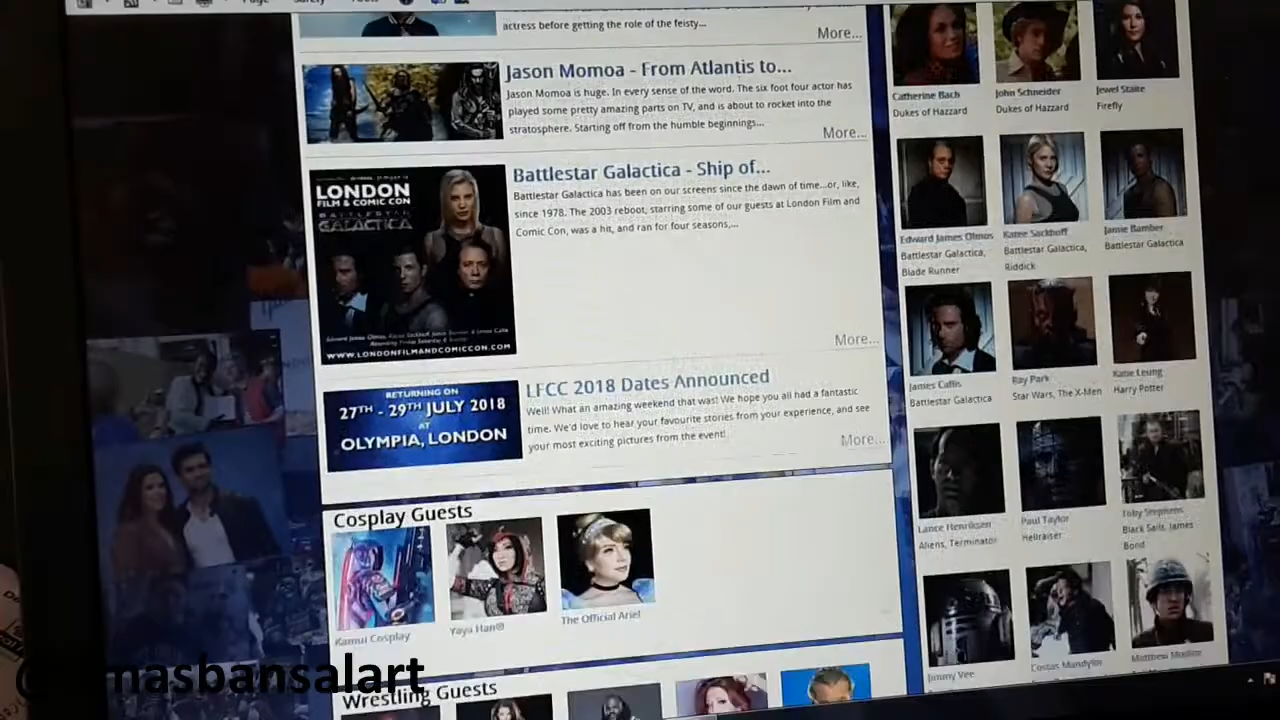 Page
Safety
actress before getting the role of the feisty...
More...
Jason Momoa - From Atlantis to...
Jason Momoa is huge. In every sense of the word. The six foot four actor has
played some pretty amazing parts on TV, and is about to rocket into the
stratosphere. Starting off from the humble beginnings...
More...
LONDON
FILM & COMIC CON
BATTLESTAR
GALACTICA
WWW.LONDONFILMANDCOMICCON.COM
Battlestar Galactica - Ship of...
Battlestar Galactica has been on our screens since the dawn of time...or, like,
since 1978. The 2003 reboot, starring some of our guests at London Film and
Comic Con, was a hit, and ran for four seasons,...
More...
RETURNING ON
27TH - 29TH JULY 2018
AT
OLYMPIA, LONDON
LFCC 2018 Dates Announced
Well! What an amazing weekend that was! We hope you all had a fantastic
time. We'd love to hear your favourite stories from your experience, and see
your most exciting pictures from the event!
More...
Cosplay Guests
Kamui Cosplay
Yaya Han®
The Official Ariel
Wrestling Guests
Catherine Bach
Dukes of Hazzard
John Schneider
Dukes of Hazzard
Jewel Staite
Firefly
Edward James Olmos
Battlestar Galactica,
Blade Runner
Katee Sackhoff
Battlestar Galactica,
Riddick
Jamie Bamber
Battlestar Galactica
James Callis
Battlestar Galactica
Ray Park
Star Wars, The X-Men
Katie Leung
Harry Potter
Lance Henriksen
Aliens, Terminator
Paul Taylor
Hellraiser
Toby Stephens
Black Sails, James
Bond
Jimmy Vee
Costas Mandylor
Matthew Modine
masbansalart